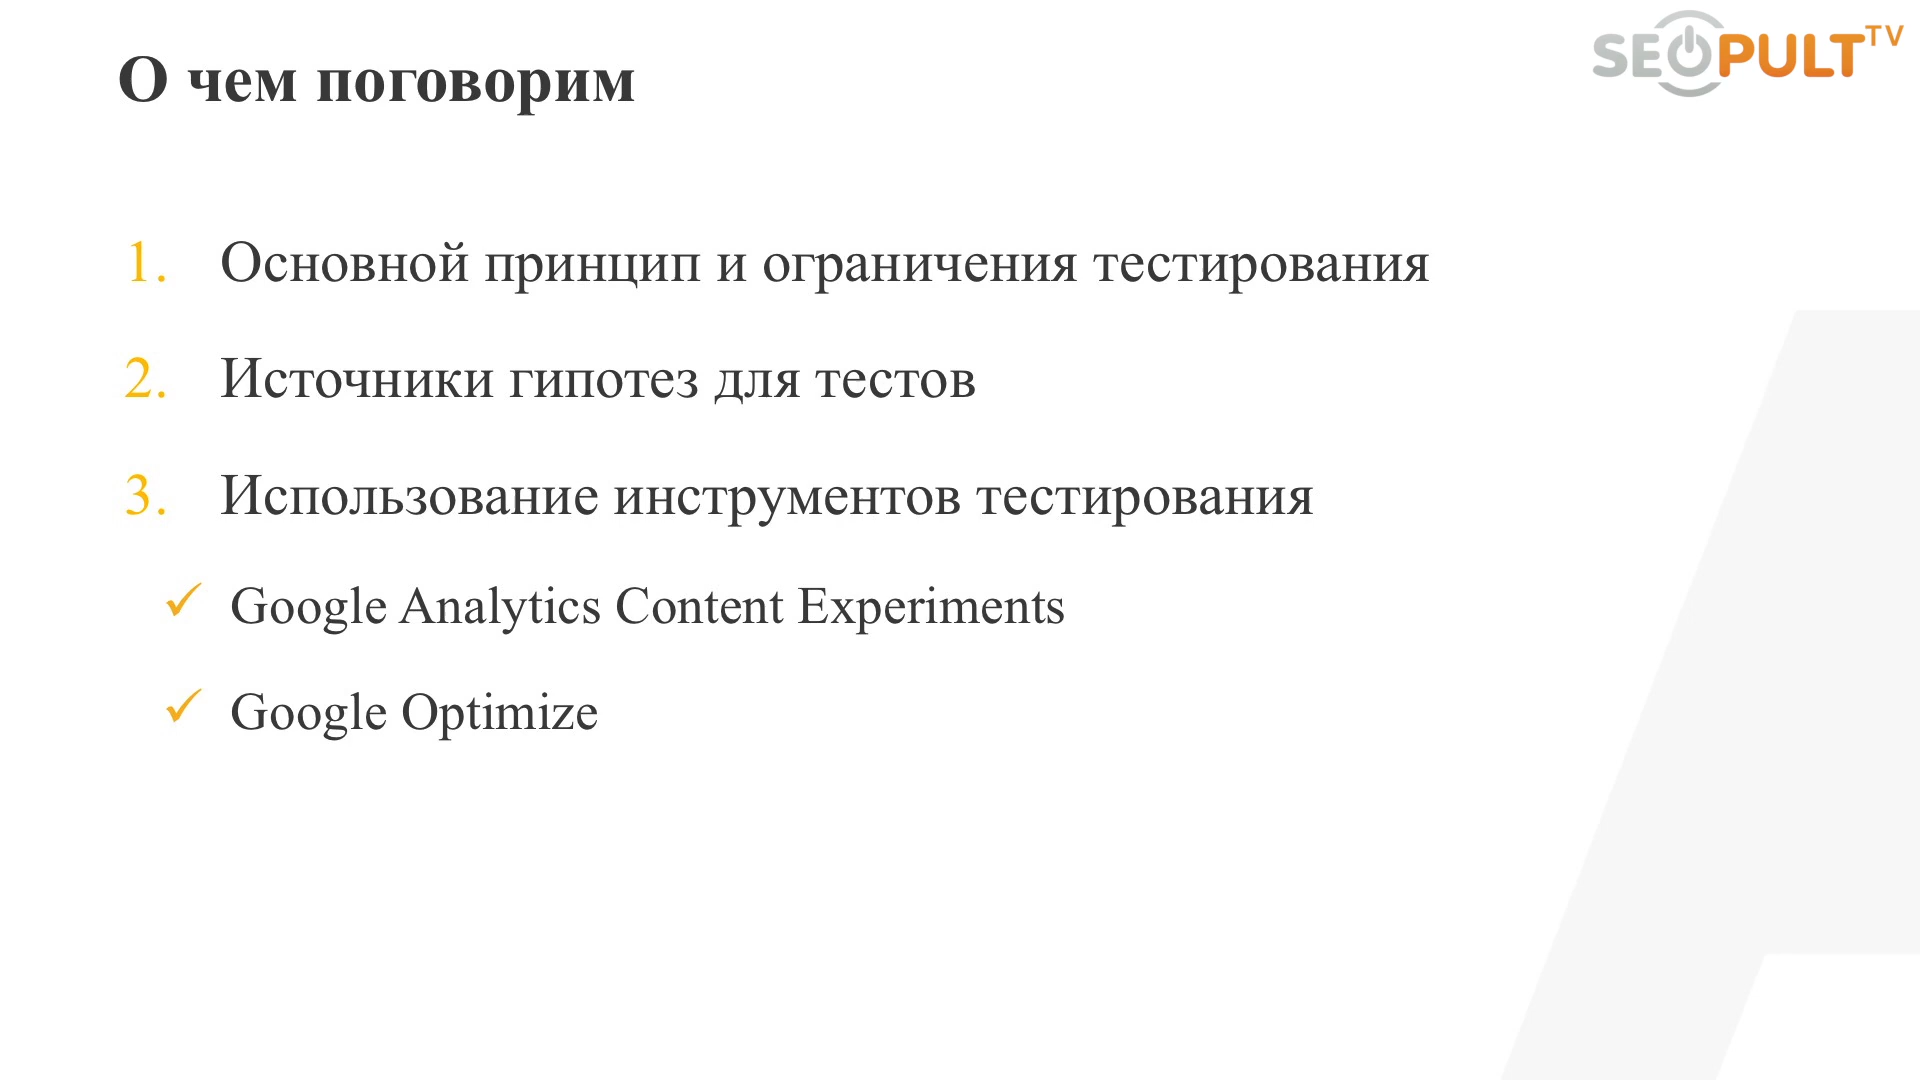 SEOPULT TV
О чем поговорим
1. Основной принцип и ограничения тестирования
2. Источники гипотез для тестов
3. Использование инструментов тестирования
✓ Google Analytics Content Experiments
✓ Google Optimize